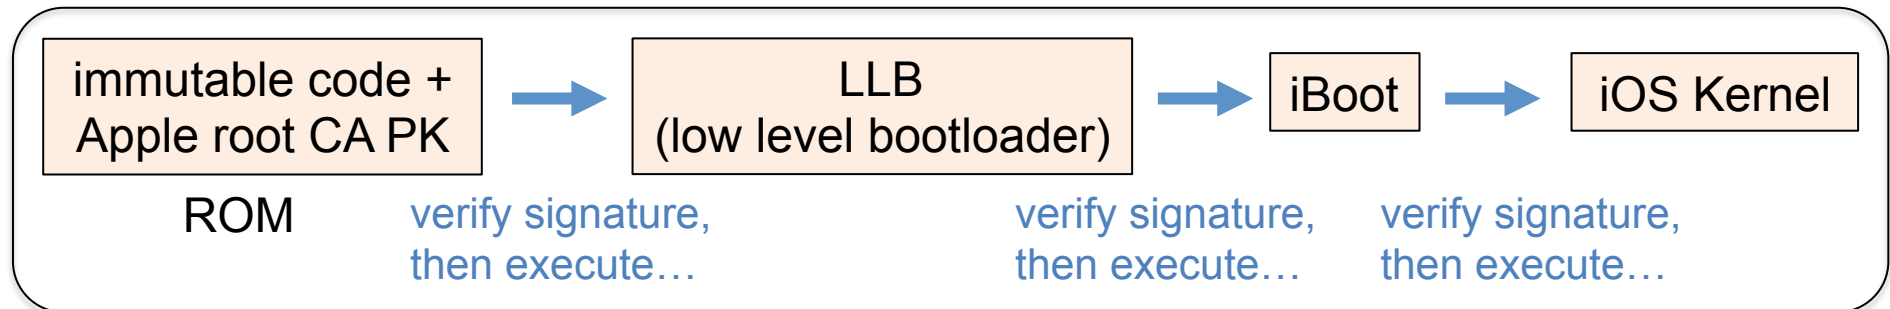 immutable code +
Apple root CA PK
LLB
(low level bootloader)
iBoot
iOS Kernel
ROM
verify signature,
then execute…
verify signature,
then execute…
verify signature,
then execute…